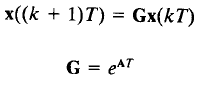 x((k + 1)T) = Gx(kT)
G = e^{AT}